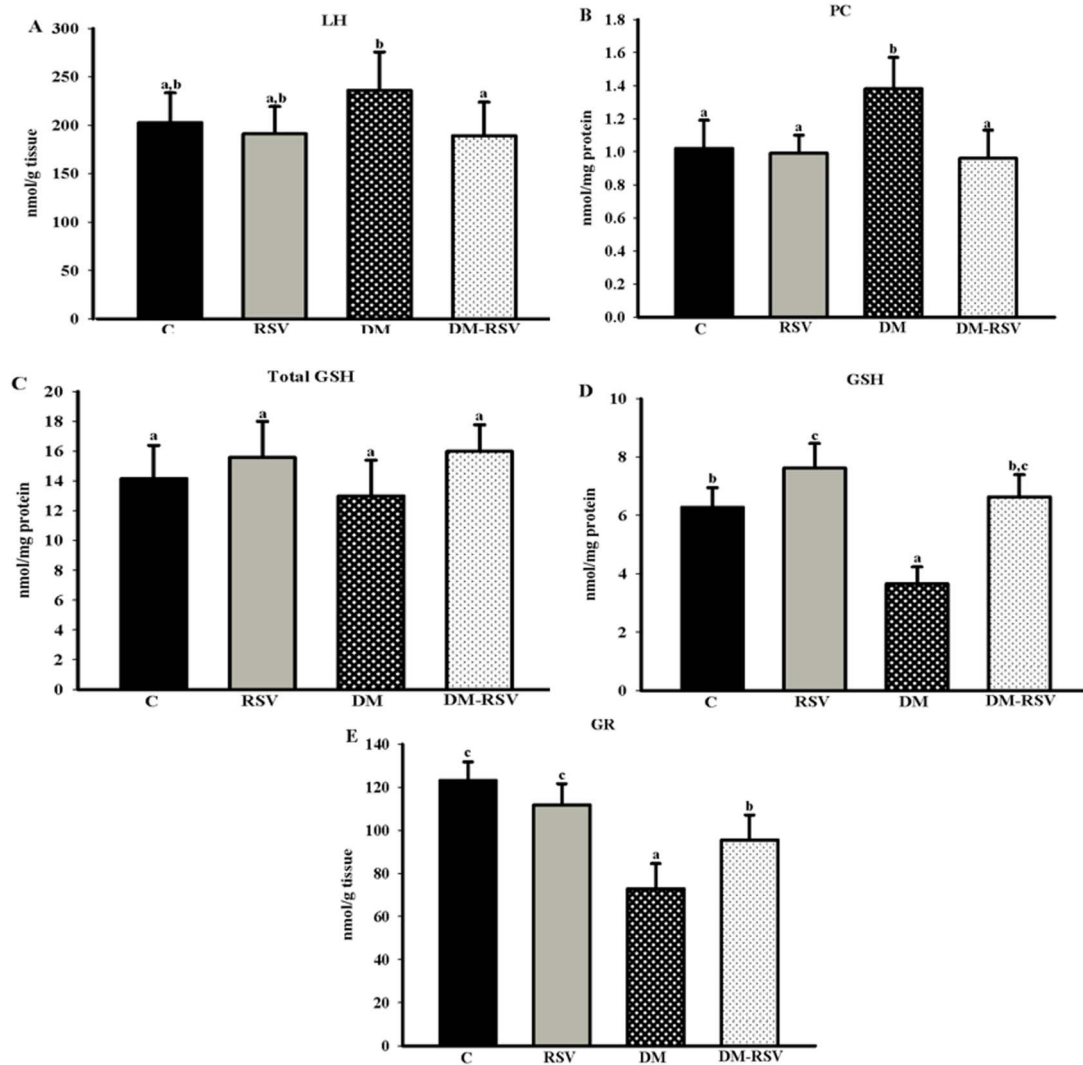 A
LH
300
250
200
150
100
50
0
nmol/g tissue
a,b
a,b
b
a
C
RSV
DM
DM-RSV
B
PC
1.8
1.6
1.4
1.2
1.0
0.8
0.6
0.4
0.2
0.0
nmol/mg protein
a
a
b
a
C
RSV
DM
DM-RSV
C
Total GSH
20
18
16
14
12
10
8
6
4
2
0
nmol/mg protein
a
a
a
a
C
RSV
DM
DM-RSV
D
GSH
10
8
6
4
2
0
nmol/mg protein
b
c
a
b,c
C
RSV
DM
DM-RSV
E
GR
140
120
100
80
60
40
20
0
nmol/g tissue
c
c
a
b
C
RSV
DM
DM-RSV